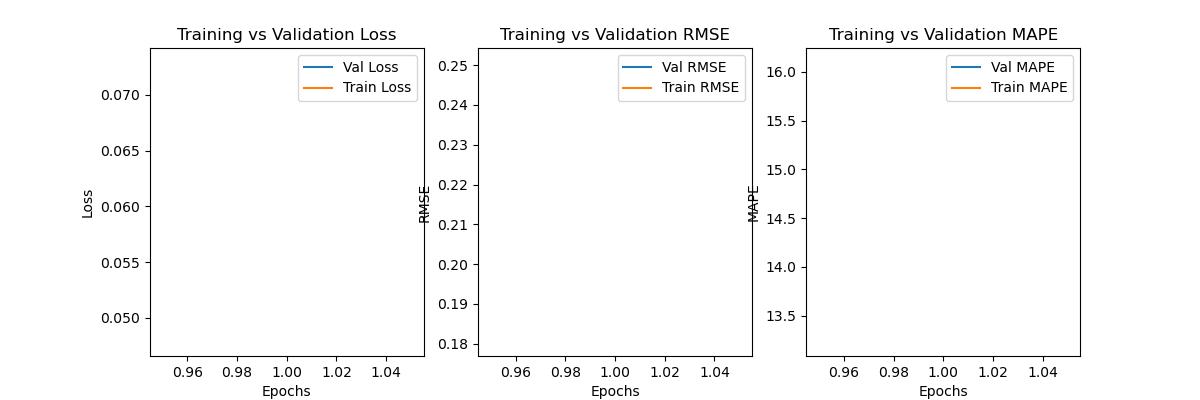 Training vs Validation Loss
Val Loss
Train Loss
0.070
0.065
0.060
0.055
0.050
Loss
0.96 0.98 1.00 1.02 1.04
Epochs
Training vs Validation RMSE
Val RMSE
Train RMSE
0.25
0.24
0.23
0.22
0.21
0.20
0.19
0.18
RMSE
0.96 0.98 1.00 1.02 1.04
Epochs
Training vs Validation MAPE
Val MAPE
Train MAPE
16.0
15.5
15.0
14.5
14.0
13.5
MAPE
0.96 0.98 1.00 1.02 1.04
Epochs